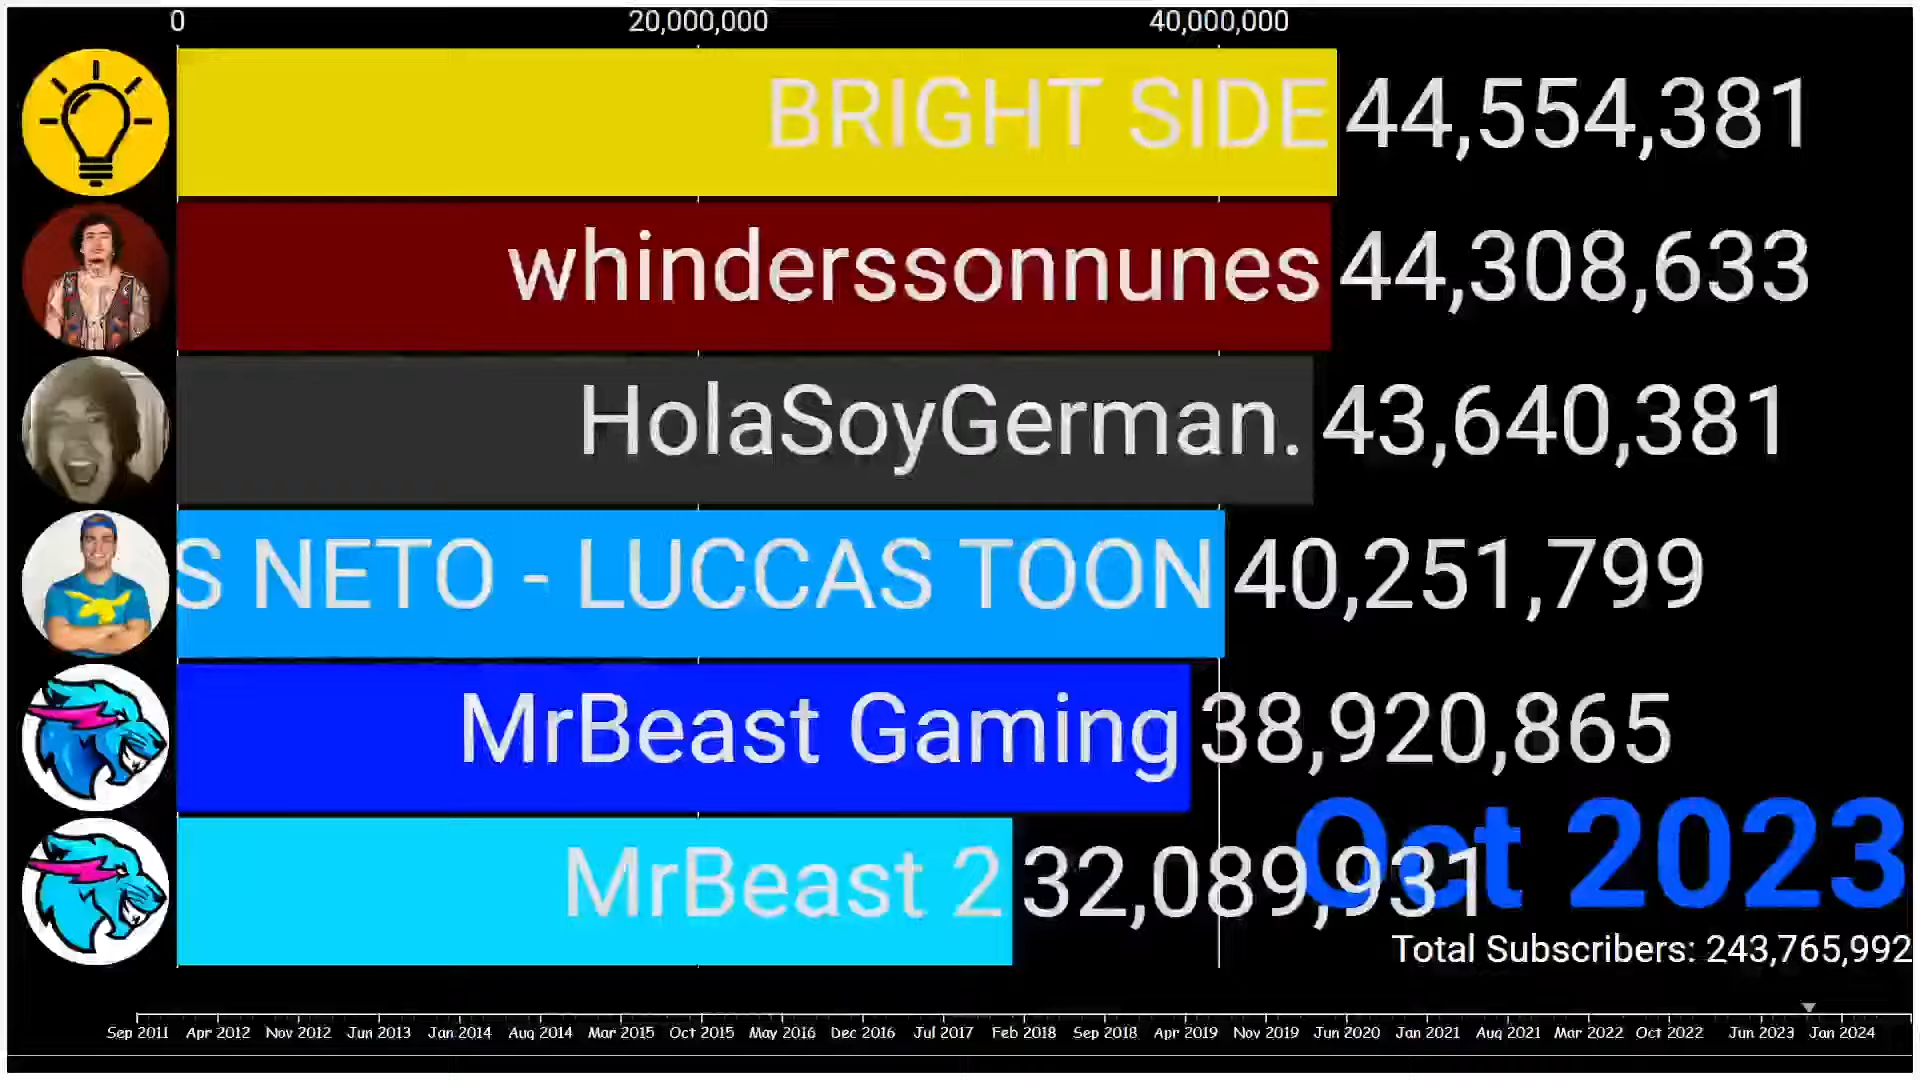 0 20,000,000 40,000,000
BRIGHT SIDE 44,554,381
whinderssonnunes 44,308,633
HolaSoyGerman. 43,640,381
S NETO - LUCCAS TOON 40,251,799
MrBeast Gaming 38,920,865
MrBeast 2 32,089,931
Oct 2023
Total Subscribers: 243,765,992
Sep 2011 Apr 2012 Nov 2012 Jun 2013 Jan 2014 Aug 2014 Mar 2015 Oct 2015 May 2016 Dec 2016 Jul 2017 Feb 2018 Sep 2018 Apr 2019 Nov 2019 Jun 2020 Jan 2021 Aug 2021 Mar 2022 Oct 2022 Jun 2023 Jan 2024